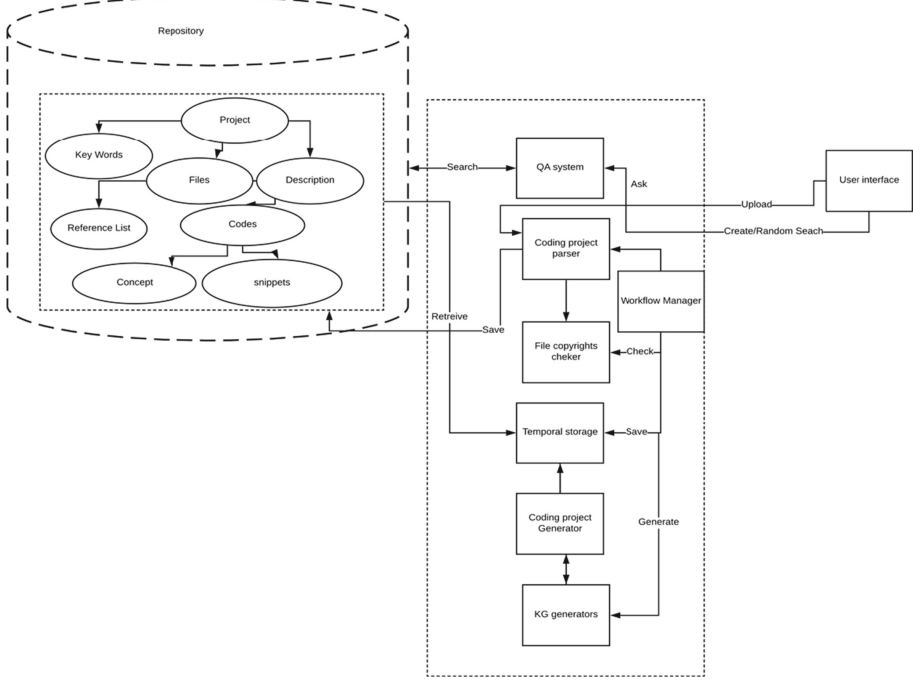 Repository
Project
Key Words
Files
Description
Reference List
Codes
Concept
snippets
Search
QA system
Ask
User interface
Upload
Create/Random Seach
Coding project
parser
Workflow Manager
Retreive
Save
File copyrights
cheker
Check
Temporal storage
Save
Coding project
Generator
Generate
KG generators